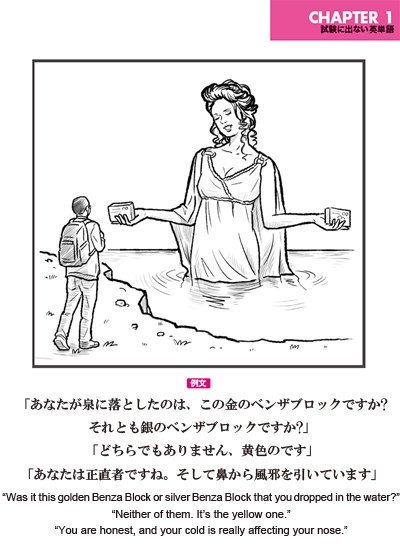 CHAPTER 1
試験に出ない英単語
例文
「あなたが泉に落としたのは、この金のベンザブロックですか?
それとも銀のベンザブロックですか?」
「どちらでもありません、黄色のです」
「あなたは正直者ですね。そして鼻から風邪を引いています」
“Was it this golden Benza Block or silver Benza Block that you dropped in the water?”
“Neither of them. It’s the yellow one.”
“You are honest, and your cold is really affecting your nose.”